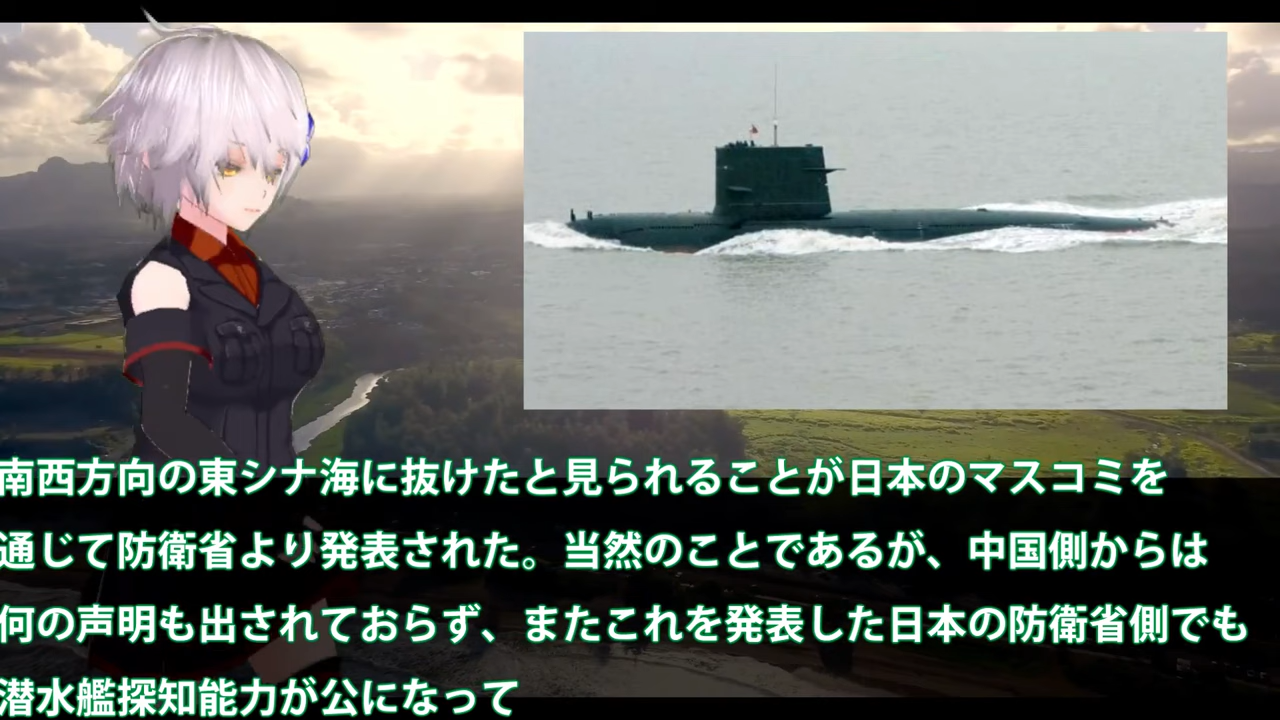 南西方向の東シナ海に抜けたと見られることが日本のマスコミを
通じて防衛省より発表された。当然のことであるが、中国側からは
何の声明も出されておらず、またこれを発表した日本の防衛省側でも
潜水艦探知能力が公になって